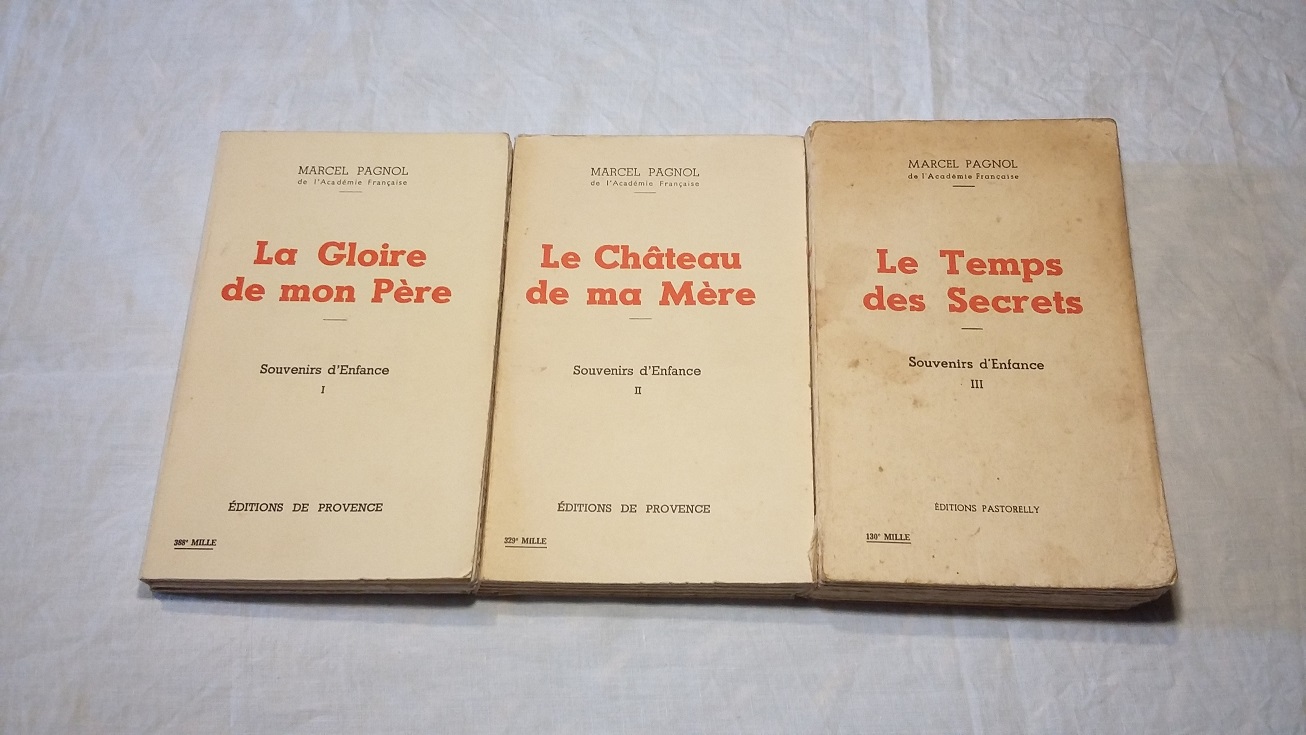 MARCEL PAGNOL
de l'Académie Française
La Gloire
de mon Père
Souvenirs d'Enfance
I
ÉDITIONS DE PROVENCE
388e MILLE
MARCEL PAGNOL
de l'Académie Française
Le Château
de ma Mère
Souvenirs d'Enfance
II
ÉDITIONS DE PROVENCE
329e MILLE
MARCEL PAGNOL
de l'Académie Française
Le Temps
des Secrets
Souvenirs d'Enfance
III
ÉDITIONS PASTORELLY
130e MILLE